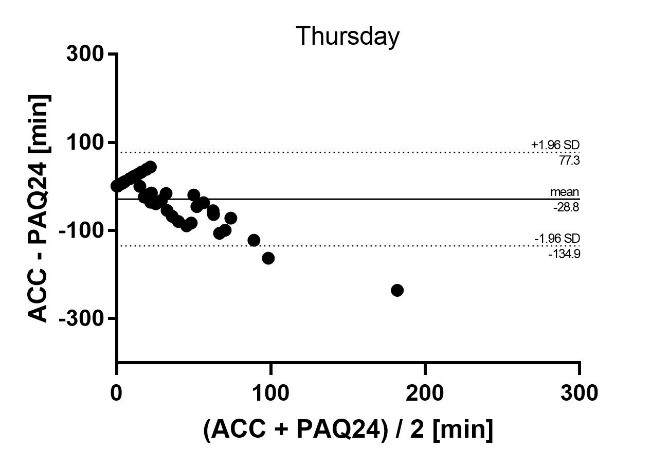 Thursday
300
100
-100
-300
ACC - PAQ24 [min]
+1.96 SD
77.3
mean
-28.8
-1.96 SD
-134.9
0
100
200
300
(ACC + PAQ24) / 2 [min]